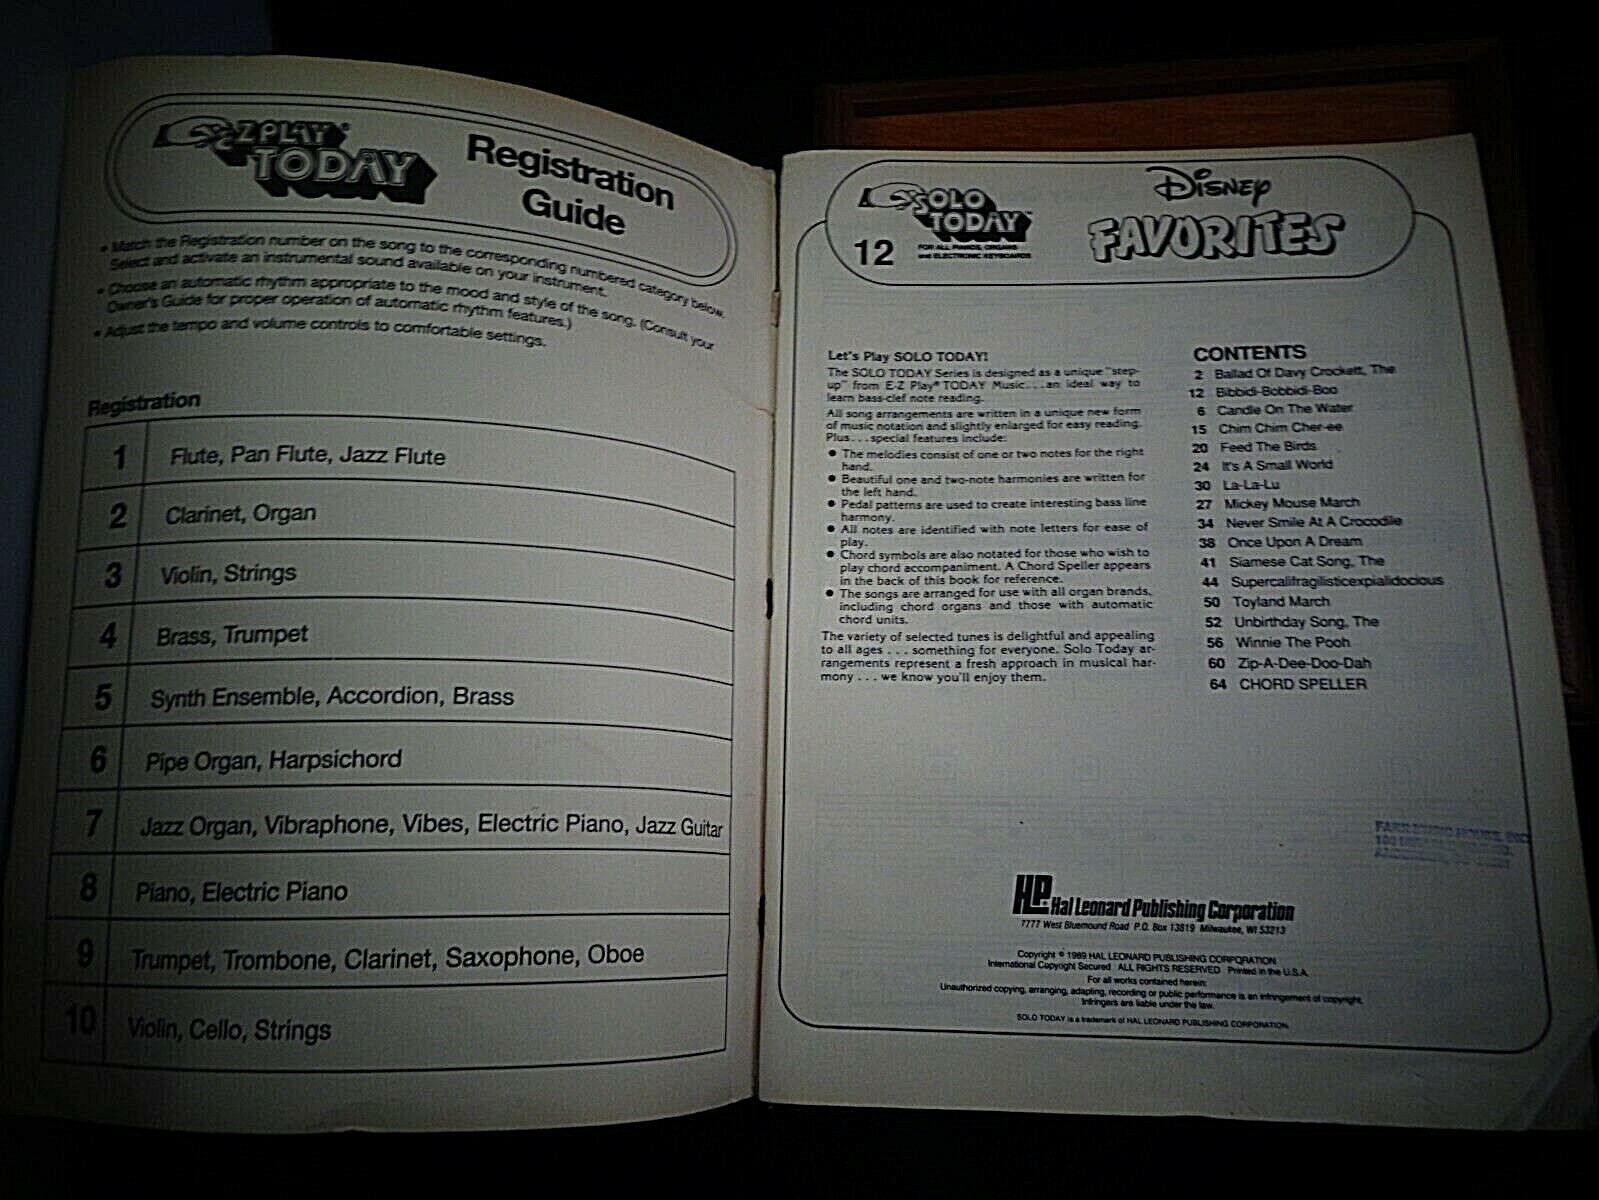 E-Z PLAY®
TODAY
Registration
Guide
• Match the Registration number on the song to the corresponding numbered category below.
Select and activate an instrumental sound available on your instrument.
• Choose an automatic rhythm appropriate to the mood and style of the song. (Consult your
Owner's Guide for proper operation of automatic rhythm features.)
• Adjust the tempo and volume controls to comfortable settings.
Registration
1 Flute, Pan Flute, Jazz Flute
2 Clarinet, Organ
3 Violin, Strings
4 Brass, Trumpet
5 Synth Ensemble, Accordion, Brass
6 Pipe Organ, Harpsichord
7 Jazz Organ, Vibraphone, Vibes, Electric Piano, Jazz Guitar
8 Piano, Electric Piano
9 Trumpet, Trombone, Clarinet, Saxophone, Oboe
10 Violin, Cello, Strings
SOLO
TODAY™
12
FOR ALL PIANOS, ORGANS
and ELECTRONIC KEYBOARDS
DISNEY
FAVORITES
Let's Play SOLO TODAY!
The SOLO TODAY Series is designed as a unique "step-
up" from E-Z Play® TODAY Music...an ideal way to
learn bass-clef note reading.
All song arrangements are written in a unique new form
of music notation and slightly enlarged for easy reading.
Plus...special features include:
● The melodies consist of one or two notes for the right
hand.
● Beautiful one and two-note harmonies are written for
the left hand.
● Pedal patterns are used to create interesting bass line
harmony.
● All notes are identified with note letters for ease of
play.
● Chord symbols are also notated for those who wish to
play chord accompaniment. A Chord Speller appears
in the back of this book for reference.
● The songs are arranged for use with all organ brands,
including chord organs and those with automatic
chord units.
The variety of selected tunes is delightful and appealing
to all ages ... something for everyone. Solo Today ar-
rangements represent a fresh approach in musical har-
mony ... we know you'll enjoy them.
CONTENTS
2 Ballad Of Davy Crockett, The
12 Bibbidi-Bobbidi-Boo
6 Candle On The Water
15 Chim Chim Cher-ee
20 Feed The Birds
24 It's A Small World
30 La-La-Lu
27 Mickey Mouse March
34 Never Smile At A Crocodile
38 Once Upon A Dream
41 Siamese Cat Song, The
44 Supercalifragilisticexpialidocious
50 Toyland March
52 Unbirthday Song, The
56 Winnie The Pooh
60 Zip-A-Dee-Doo-Dah
64 CHORD SPELLER
MUSIC HOUSE, INC
HP. Hal Leonard Publishing Corporation
7777 West Bluemound Road P.O. Box 13819 Milwaukee, WI 53213
Copyright © 1989 HAL LEONARD PUBLISHING CORPORATION
International Copyright Secured ALL RIGHTS RESERVED Printed in the U.S.A.
For all works contained herein:
Unauthorized copying, arranging, adapting, recording or public performance is an infringement of copyright.
Infringers are liable under the law.
SOLO TODAY is a trademark of HAL LEONARD PUBLISHING CORPORATION